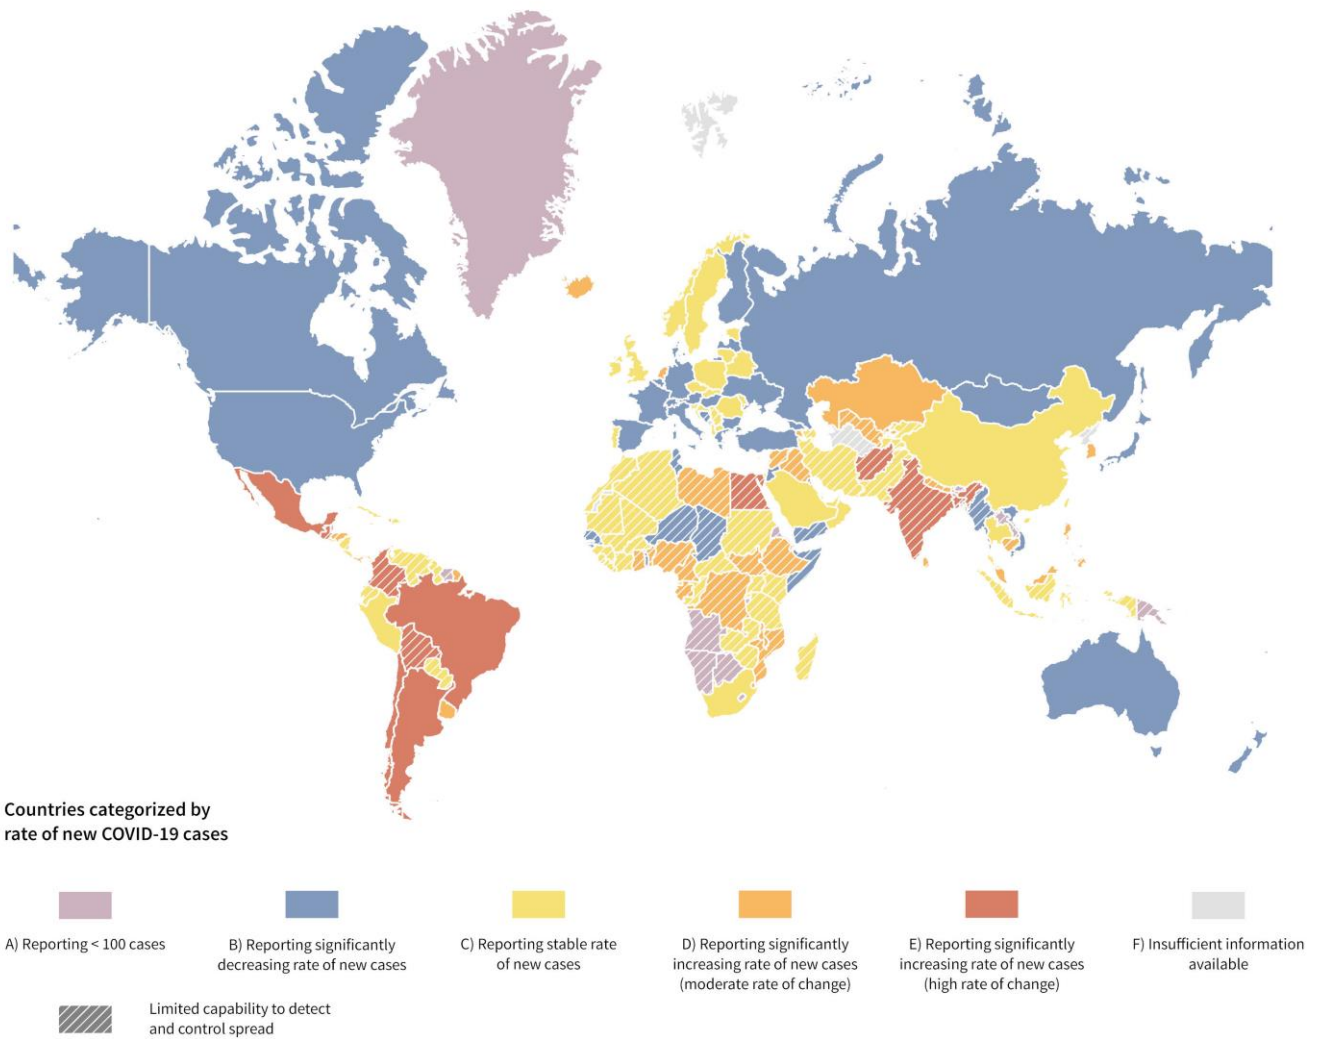 Countries categorized by
rate of new COVID-19 cases
A) Reporting < 100 cases
B) Reporting significantly
decreasing rate of new cases
C) Reporting stable rate
of new cases
D) Reporting significantly
increasing rate of new cases
(moderate rate of change)
E) Reporting significantly
increasing rate of new cases
(high rate of change)
F) Insufficient information
available
Limited capability to detect
and control spread